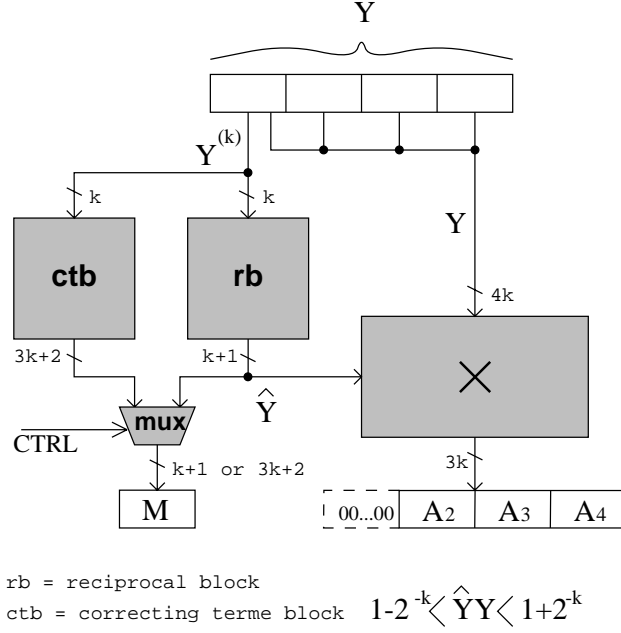 Y
Y(k)
k
k
Y
ctb
rb
4k
3k+2
k+1
×
mux
Ŷ
CTRL
k+1 or 3k+2
3k
M
00...00
A2
A3
A4
rb = reciprocal block
ctb = correcting terme block 1-2^-k < ŶY < 1+2^-k